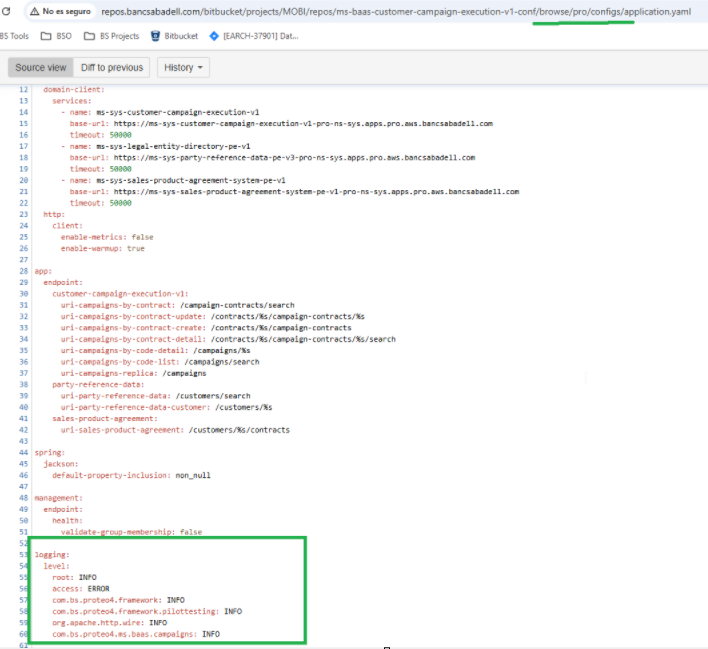 No es seguro repos.bancsabadell.com/bitbucket/projects/MOBI/repos/ms-baas-customer-campaign-execution-v1-conf/browse/pro/configs/application.yaml
BS Tools BSO BS Projects Bitbucket [EARCH-37901] Dat...
Source view Diff to previous History
12 domain-client:
13 services:
14 - name: ms-sys-customer-campaign-execution-v1
15 base-url: https://ms-sys-customer-campaign-execution-v1-pro-ns-sys.apps.pro.aws.bancsabadell.com
16 timeout: 50000
17 - name: ms-sys-legal-entity-directory-pe-v1
18 base-url: https://ms-sys-party-reference-data-pe-v3-pro-ns-sys.apps.pro.aws.bancsabadell.com
19 timeout: 50000
20 - name: ms-sys-sales-product-agreement-system-pe-v1
21 base-url: https://ms-sys-sales-product-agreement-system-pe-v1-pro-ns-sys.apps.pro.aws.bancsabadell.com
22 timeout: 50000
23 http:
24 client:
25 enable-metrics: false
26 enable-warmup: true
27
28 app:
29 endpoint:
30 customer-campaign-execution-v1:
31 uri-campaigns-by-contract: /campaign-contracts/search
32 uri-campaigns-by-contract-update: /contracts/%s/campaign-contracts/%s
33 uri-campaigns-by-contract-create: /contracts/%s/campaign-contracts
34 uri-campaigns-by-contract-detail: /contracts/%s/campaign-contracts/%s/search
35 uri-campaigns-by-code-detail: /campaigns/%s
36 uri-campaigns-by-code-list: /campaigns/search
37 uri-campaigns-replica: /campaigns
38 party-reference-data:
39 uri-party-reference-data: /customers/search
40 uri-party-reference-data-customer: /customers/%s
41 sales-product-agreement:
42 uri-sales-product-agreement: /customers/%s/contracts
43
44 spring:
45 jackson:
46 default-property-inclusion: non_null
47
48 management:
49 endpoint:
50 health:
51 validate-group-membership: false
52
53 logging:
54 level:
55 root: INFO
56 access: ERROR
57 com.bs.proteo4.framework: INFO
58 com.bs.proteo4.framework.pilottesting: INFO
59 org.apache.http.wire: INFO
60 com.bs.proteo4.ms.baas.campaigns: INFO
61